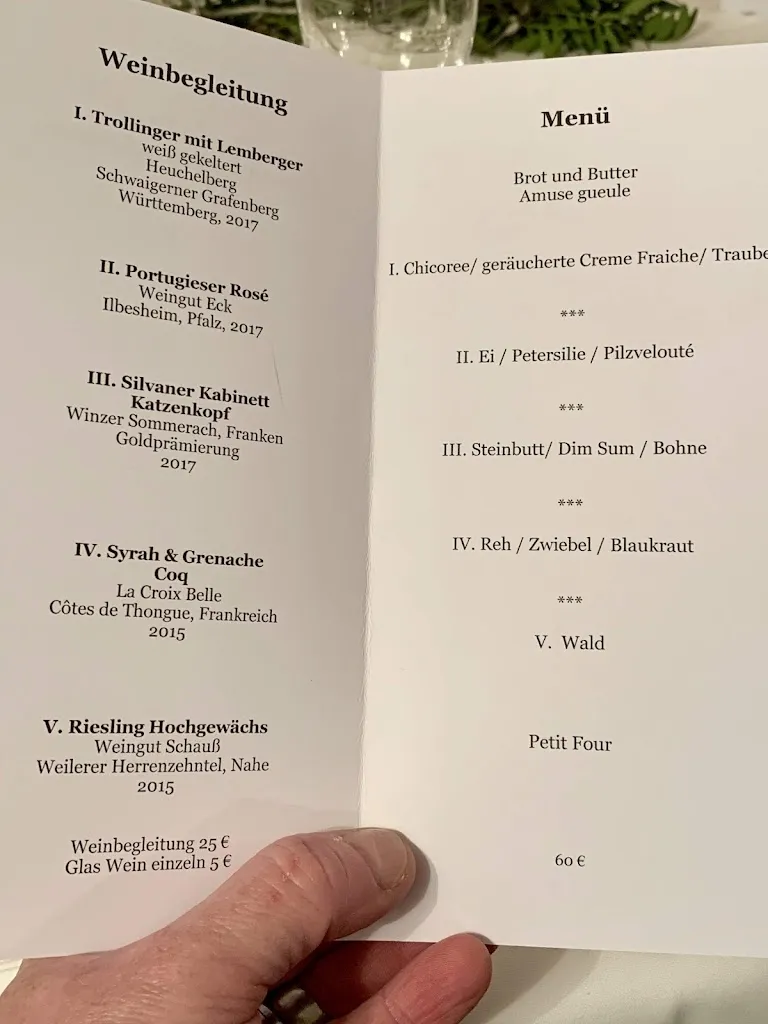 Weinbegleitung
I. Trollinger mit Lemberger
weiß gekeltert
Heuchelberg
Schwaigerner Grafenberg
Württemberg, 2017
II. Portugieser Rosé
Weingut Eck
Ilbesheim, Pfalz, 2017
III. Silvaner Kabinett
Katzenkopf
Winzer Sommerach, Franken
Goldprämierung
2017
IV. Syrah & Grenache
Coq
La Croix Belle
Côtes de Thongue, Frankreich
2015
V. Riesling Hochgewächs
Weingut Schauß
Weilerer Herrenzehntel, Nahe
2015
Weinbegleitung 25 €
Glas Wein einzeln 5 €
Menü
Brot und Butter
Amuse gueule
I. Chicoree/ geräucherte Creme Fraiche/ Traube
***
II. Ei / Petersilie / Pilzvelouté
***
III. Steinbutt/ Dim Sum / Bohne
***
IV. Reh / Zwiebel / Blaukraut
***
V. Wald
Petit Four
60 €